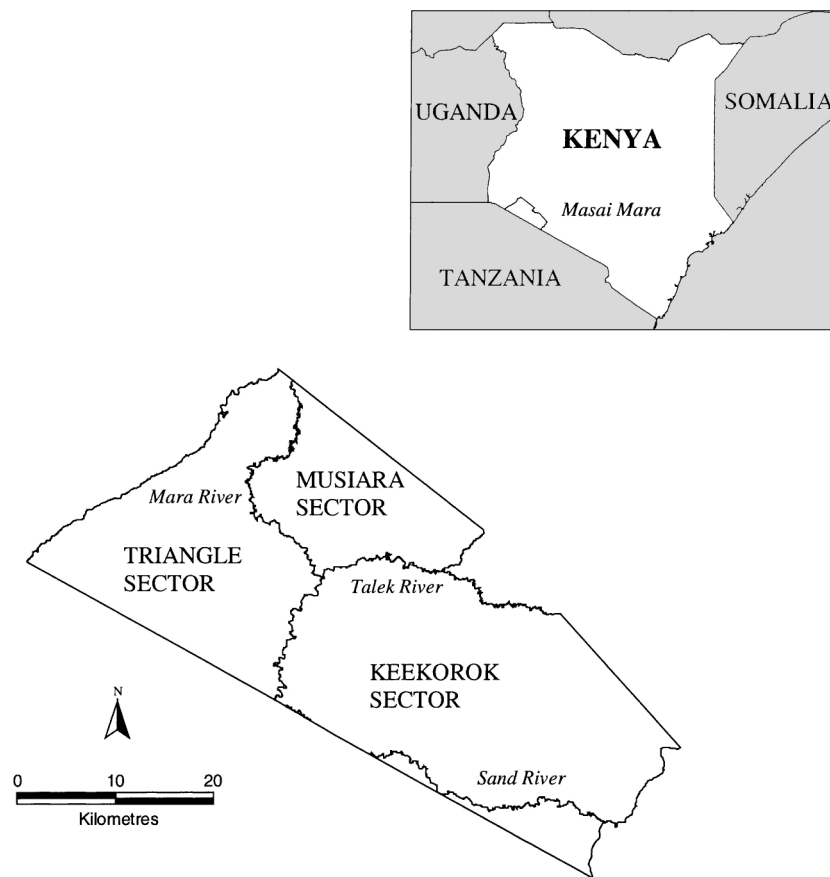 UGANDA
SOMALIA
KENYA
Masai Mara
TANZANIA
MUSIARA
SECTOR
Mara River
TRIANGLE
SECTOR
Talek River
KEEKOROK
SECTOR
N
Sand River
0 10 20
Kilometres